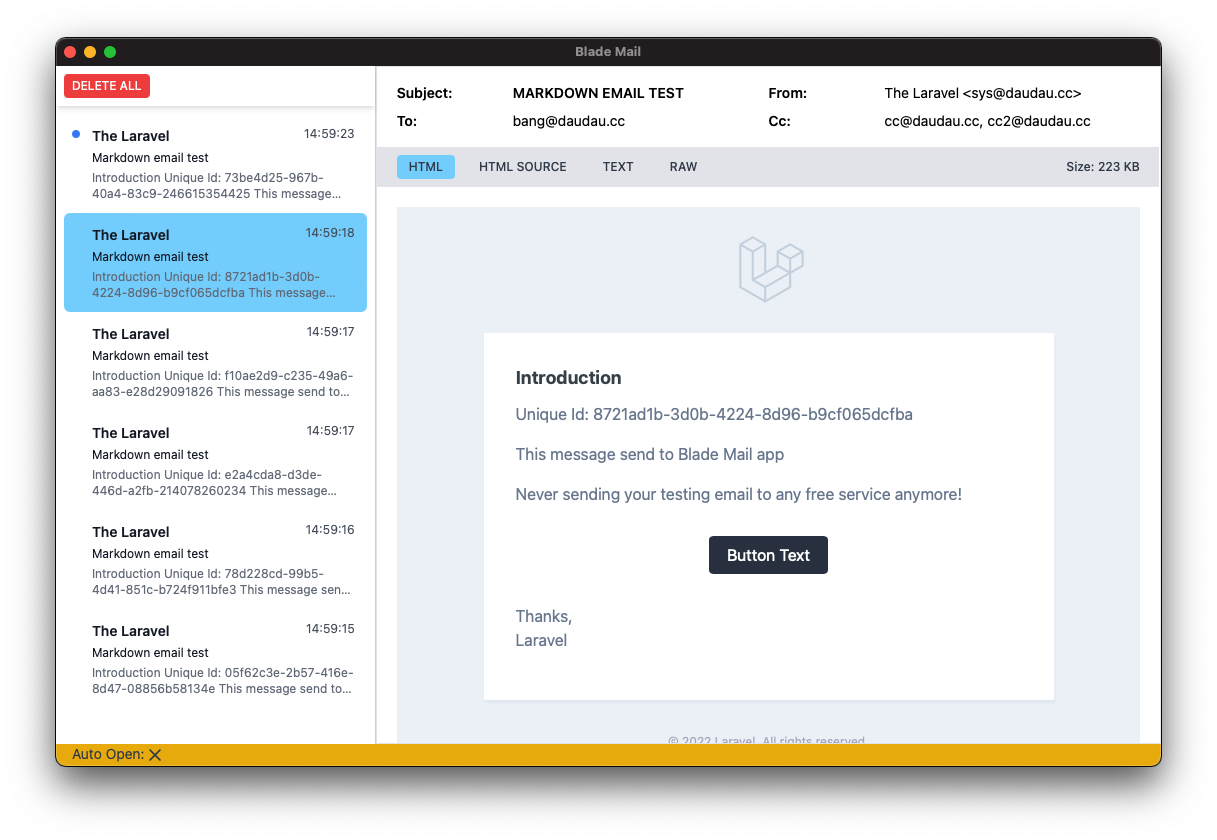 Blade Mail
DELETE ALL
The Laravel 14:59:23
Markdown email test
Introduction Unique Id: 73be4d25-967b-
40a4-83c9-246615354425 This message...
The Laravel 14:59:18
Markdown email test
Introduction Unique Id: 8721ad1b-3d0b-
4224-8d96-b9cf065dcfba This message...
The Laravel 14:59:17
Markdown email test
Introduction Unique Id: f10ae2d9-c235-49a6-
aa83-e28d29091826 This message send to...
The Laravel 14:59:17
Markdown email test
Introduction Unique Id: e2a4cda8-d3de-
446d-a2fb-214078260234 This message...
The Laravel 14:59:16
Markdown email test
Introduction Unique Id: 78d228cd-99b5-
4d41-851c-b724f911bfe3 This message sen...
The Laravel 14:59:15
Markdown email test
Introduction Unique Id: 05f62c3e-2b57-416e-
8d47-08856b58134e This message send to...
Subject: MARKDOWN EMAIL TEST From: The Laravel <sys@daudau.cc>
To: bang@daudau.cc Cc: cc@daudau.cc, cc2@daudau.cc
HTML HTML SOURCE TEXT RAW Size: 223 KB
Introduction
Unique Id: 8721ad1b-3d0b-4224-8d96-b9cf065dcfba
This message send to Blade Mail app
Never sending your testing email to any free service anymore!
Button Text
Thanks,
Laravel
© 2022 Laravel. All rights reserved.
Auto Open: